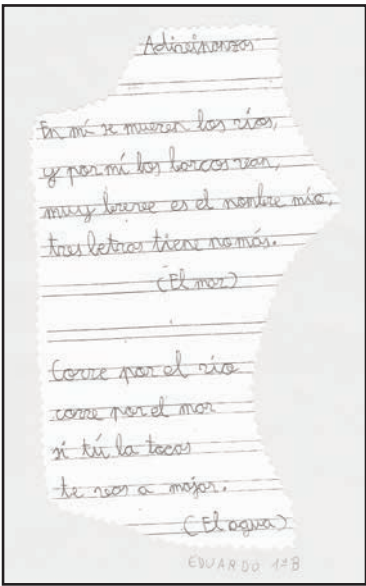 Adivinanzas
En mí se mueren los ríos,
y por mí los barcos van,
muy breve es el nombre mío,
tres letras tiene no más.
(El mar)
Corre por el río
corre por el mar
si tú la tocas
te vas a mojar.
(El agua)
EDUARDO 1ºB